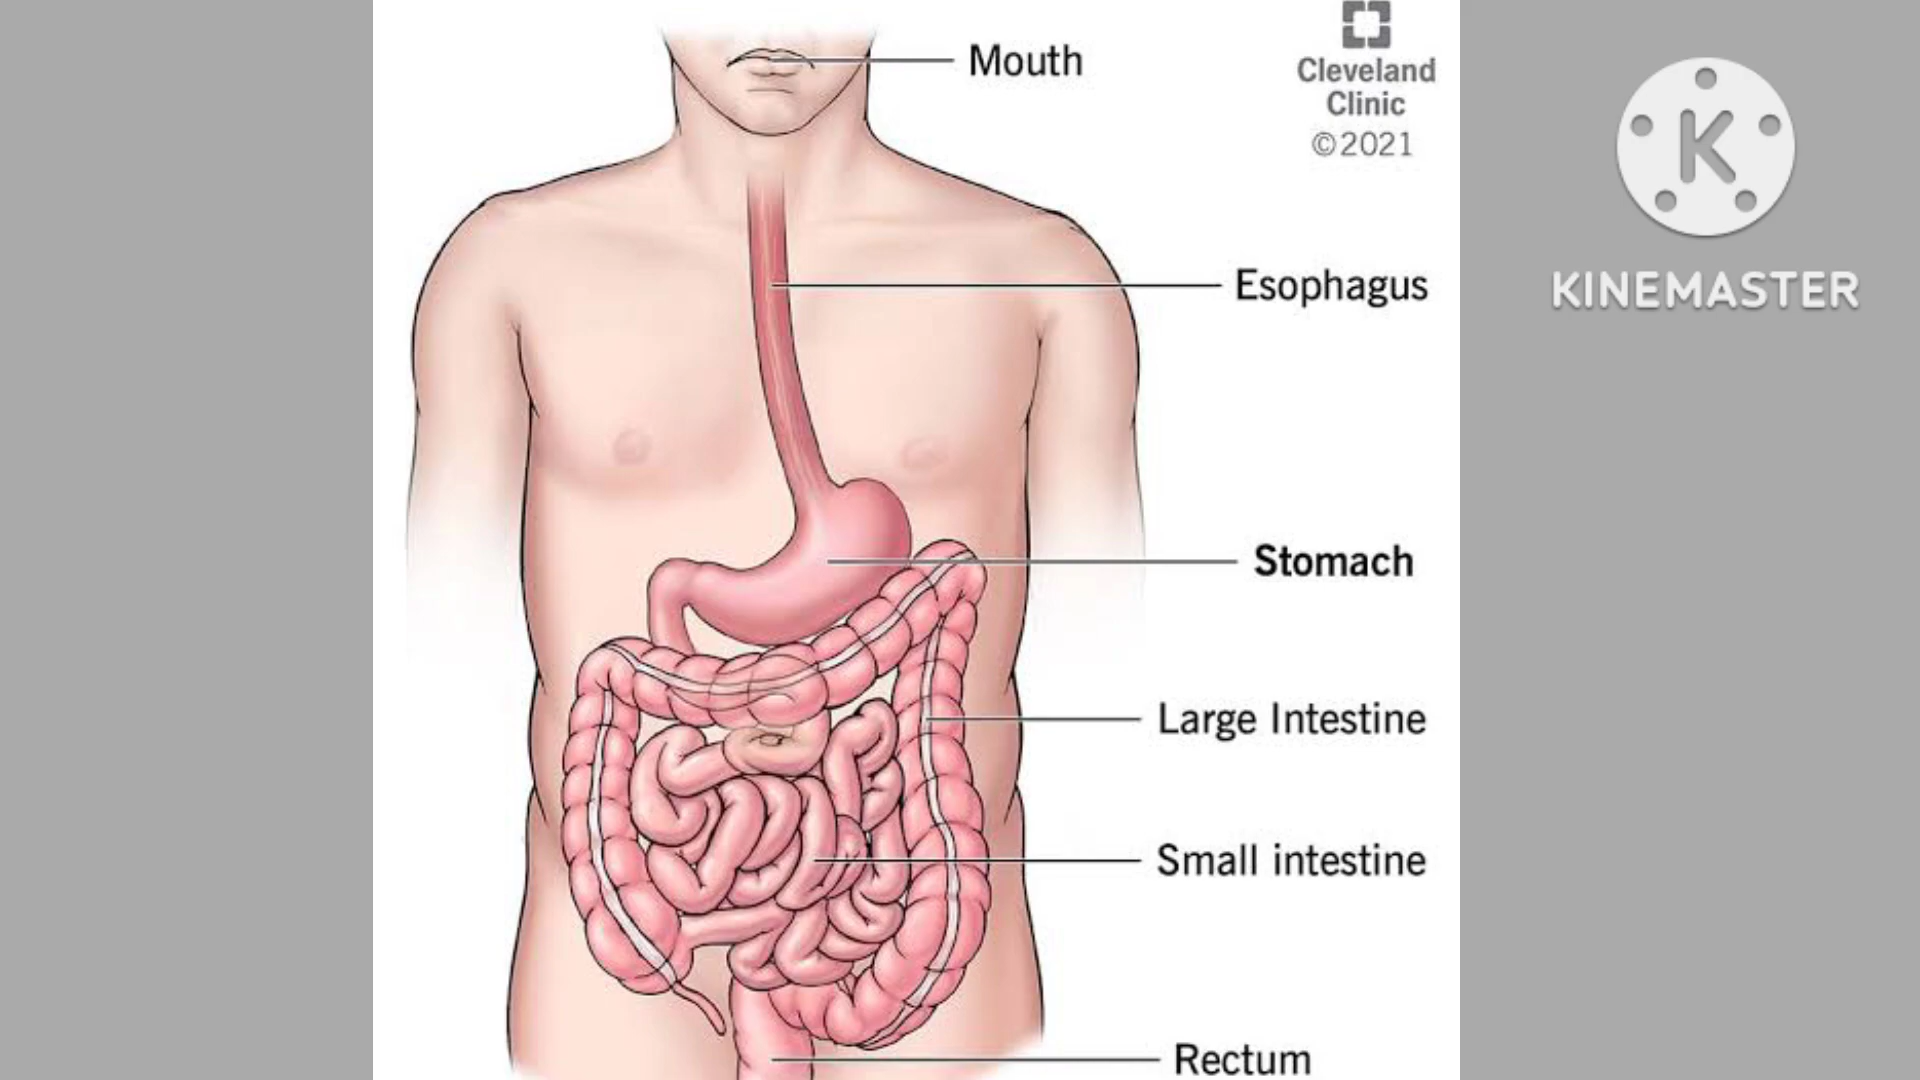 Mouth
Cleveland
Clinic
©2021
K
KINEMASTER
Esophagus
Stomach
Large Intestine
Small intestine
Rectum